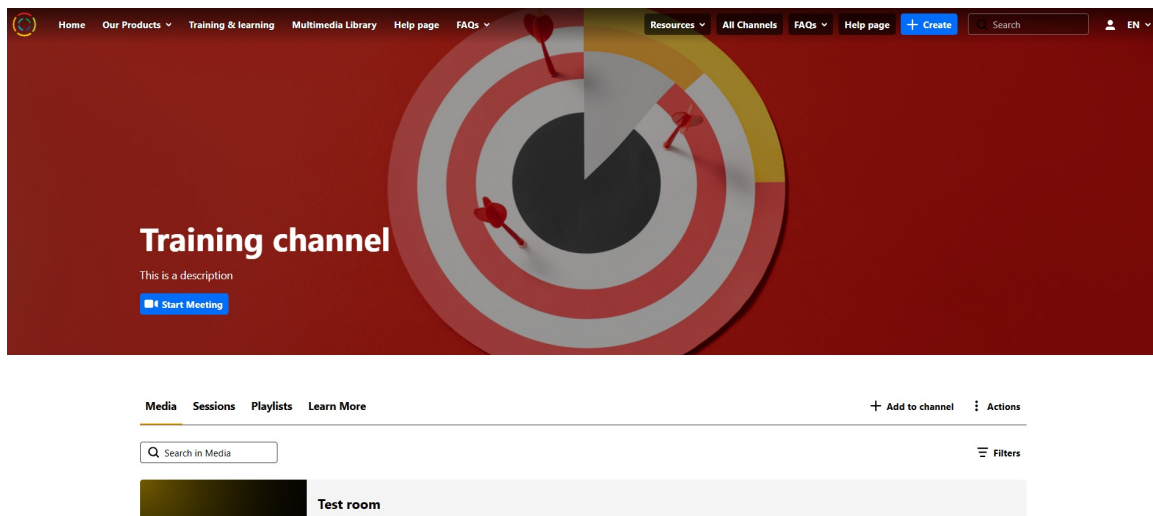 Home Our Products Training & learning Multimedia Library Help page FAQs Resources All Channels FAQs Help page + Create Search EN
Training channel
This is a description
Start Meeting
Media Sessions Playlists Learn More + Add to channel Actions
Search in Media Filters
Test room